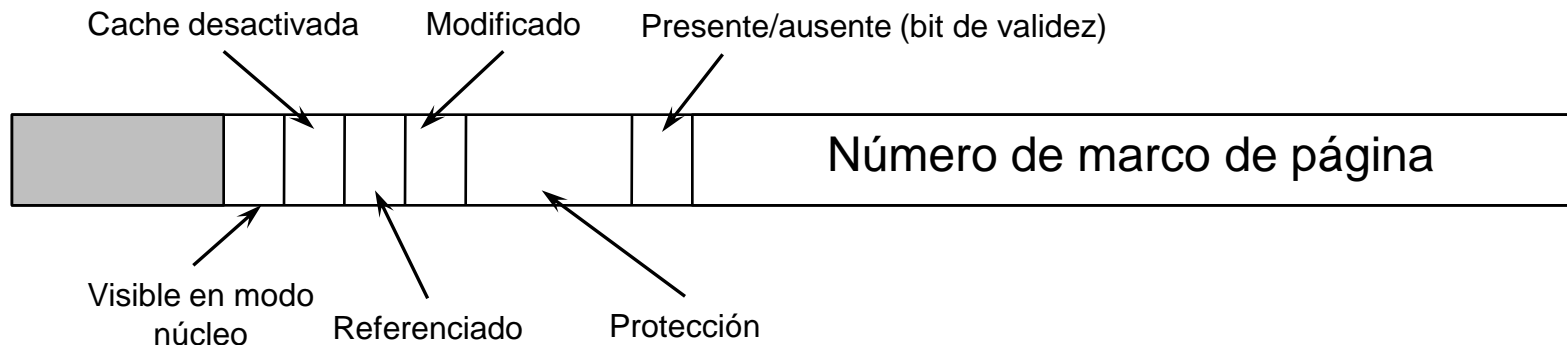 Cache desactivada
Modificado
Presente/ausente (bit de validez)
Número de marco de página
Visible en modo
núcleo
Referenciado
Protección